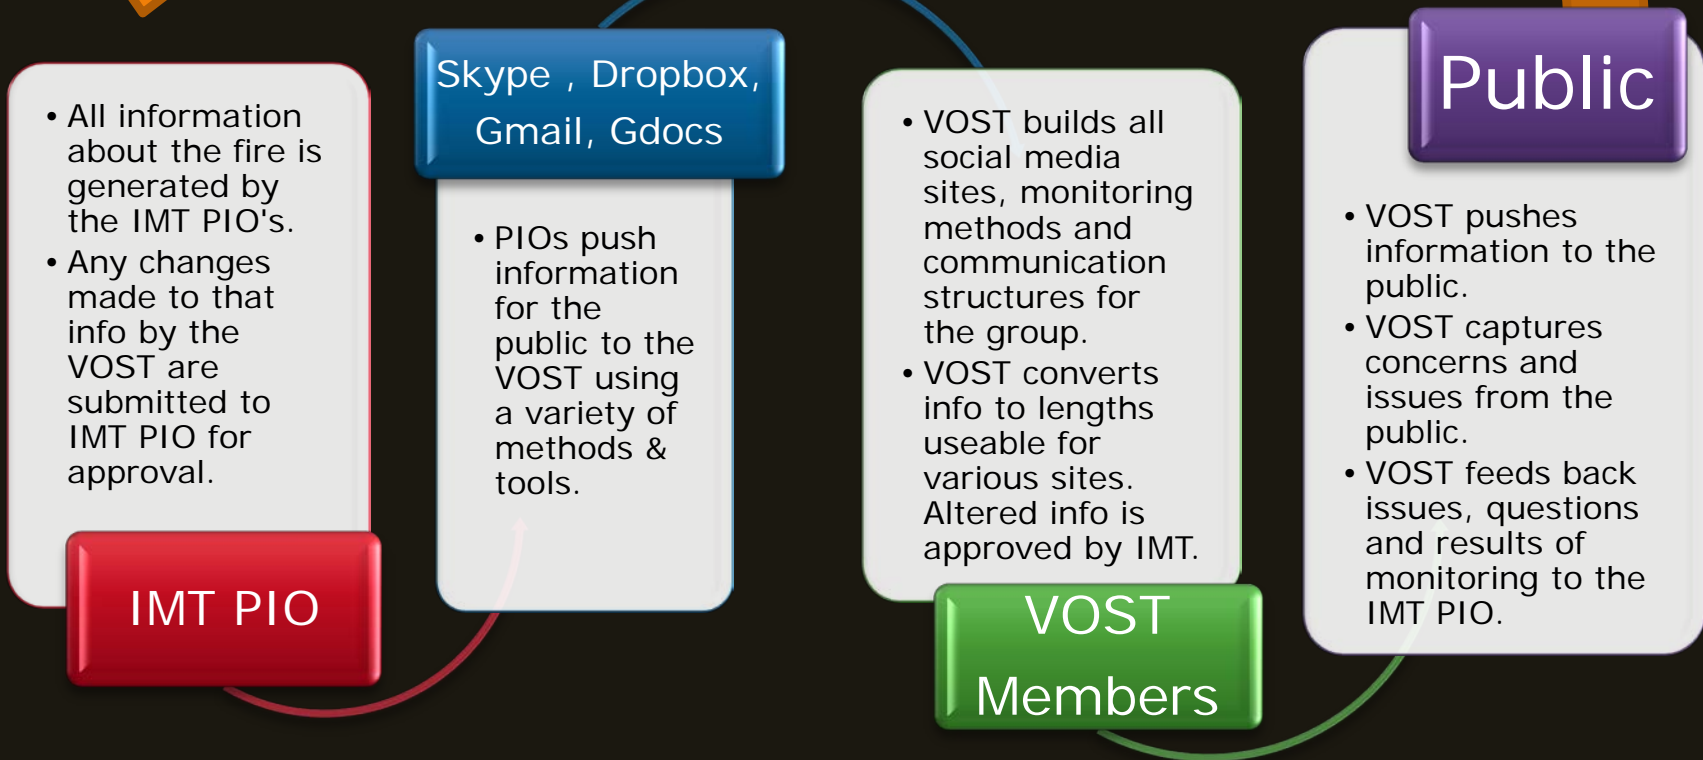 • All information
about the fire is
generated by
the IMT PIO's.
• Any changes
made to that
info by the
VOST are
submitted to
IMT PIO for
approval.
IMT PIO
Skype , Dropbox,
Gmail, Gdocs
• PIOs push
information
for the
public to the
VOST using
a variety of
methods &
tools.
• VOST builds all
social media
sites, monitoring
methods and
communication
structures for
the group.
• VOST converts
info to lengths
useable for
various sites.
Altered info is
approved by IMT.
VOST
Members
Public
• VOST pushes
information to the
public.
• VOST captures
concerns and
issues from the
public.
• VOST feeds back
issues, questions
and results of
monitoring to the
IMT PIO.